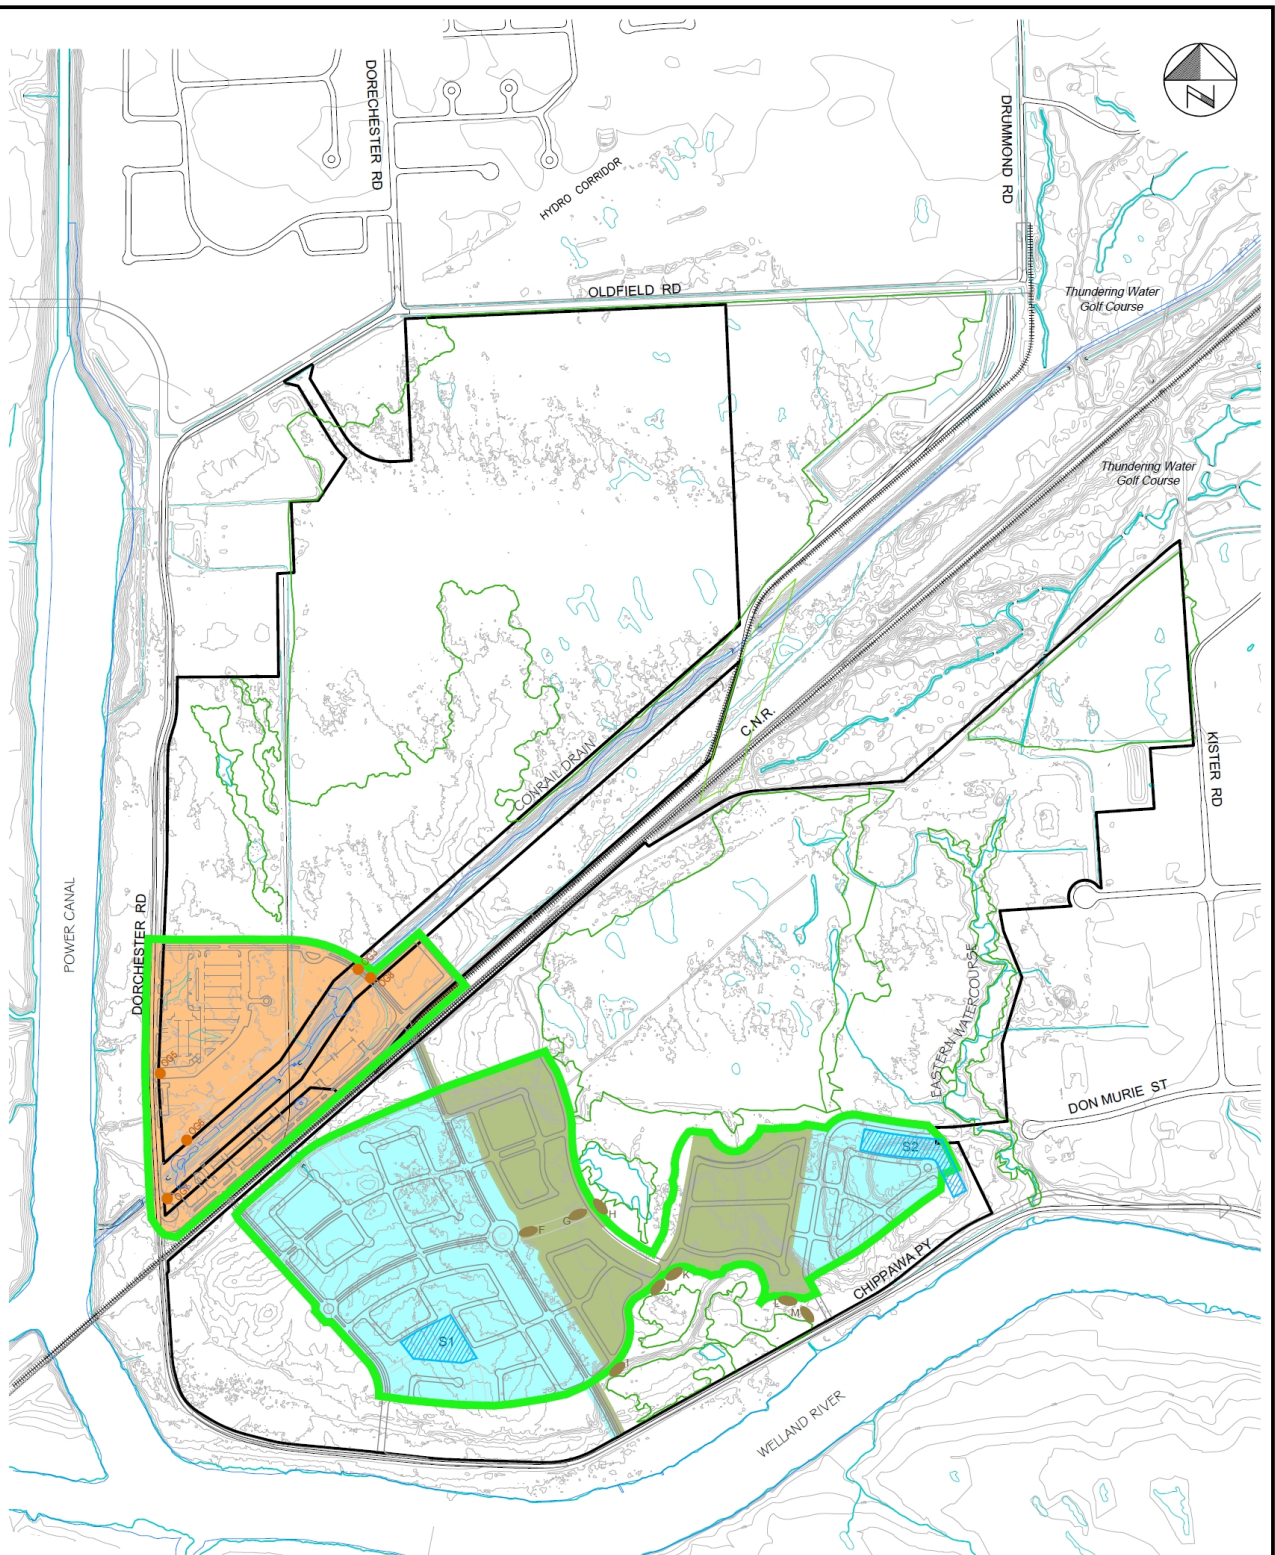 DORECHESTER RD
DRUMMOND RD
HYDRO CORRIDOR
OLDFIELD RD
Thundering Water
Golf Course
Thundering Water
Golf Course
C.N.R.
CONRAIL DRAIN
KISTER RD
POWER CANAL
DORCHESTER RD
EASTERN WATERCOURSE
DON MURIE ST
S2
H
G
F
K
J
L
M
I
CHIPPAWA PY
S1
WELLAND RIVER
N